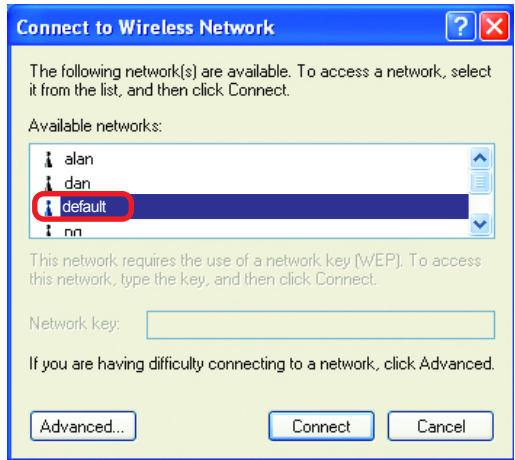 Connect to Wireless Network
The following network(s) are available. To access a network, select
it from the list, and then click Connect.
Available networks:
alan
dan
default
ng
This network requires the use of a network key (WEP). To access
this network, type the key, and then click Connect.
Network key:
If you are having difficulty connecting to a network, click Advanced.
Advanced...
Connect
Cancel